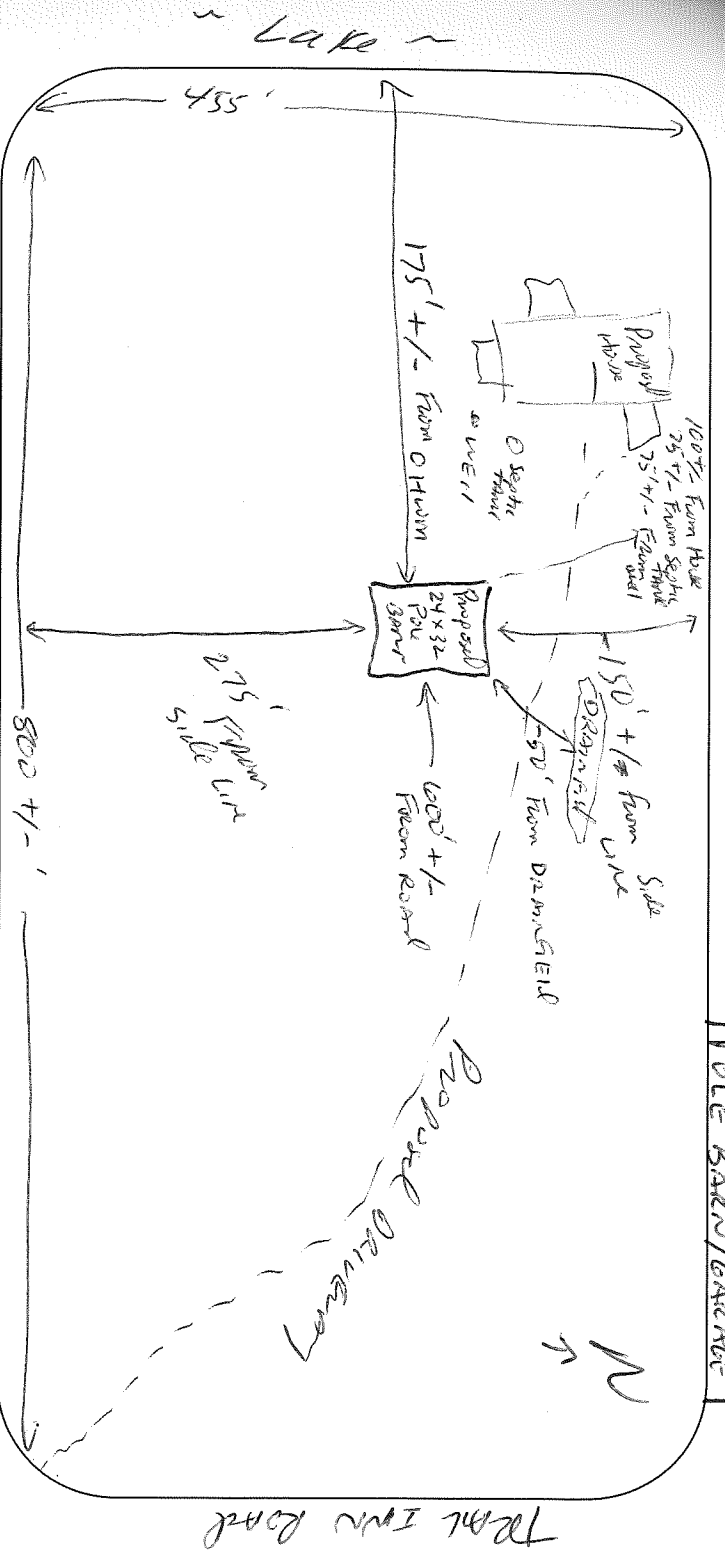 ~ Lake ~
455'
175' +/- From OHWM
Proposed
House
100 +/- From House
25 +/- From Septic
tank
75' +/- From
well
Septic
tank
WELL
Proposed
24 x 32
Pole
BARN
150' +/- From Side
LINE
DRAINFIELD
50' From DRAINFIELD
600' +/-
FROM ROAD
275'
From
Side Line
800 +/- '
Proposed DRIVEWAY
N
TRAIL INN ROAD
POLE BARN/GARAGE